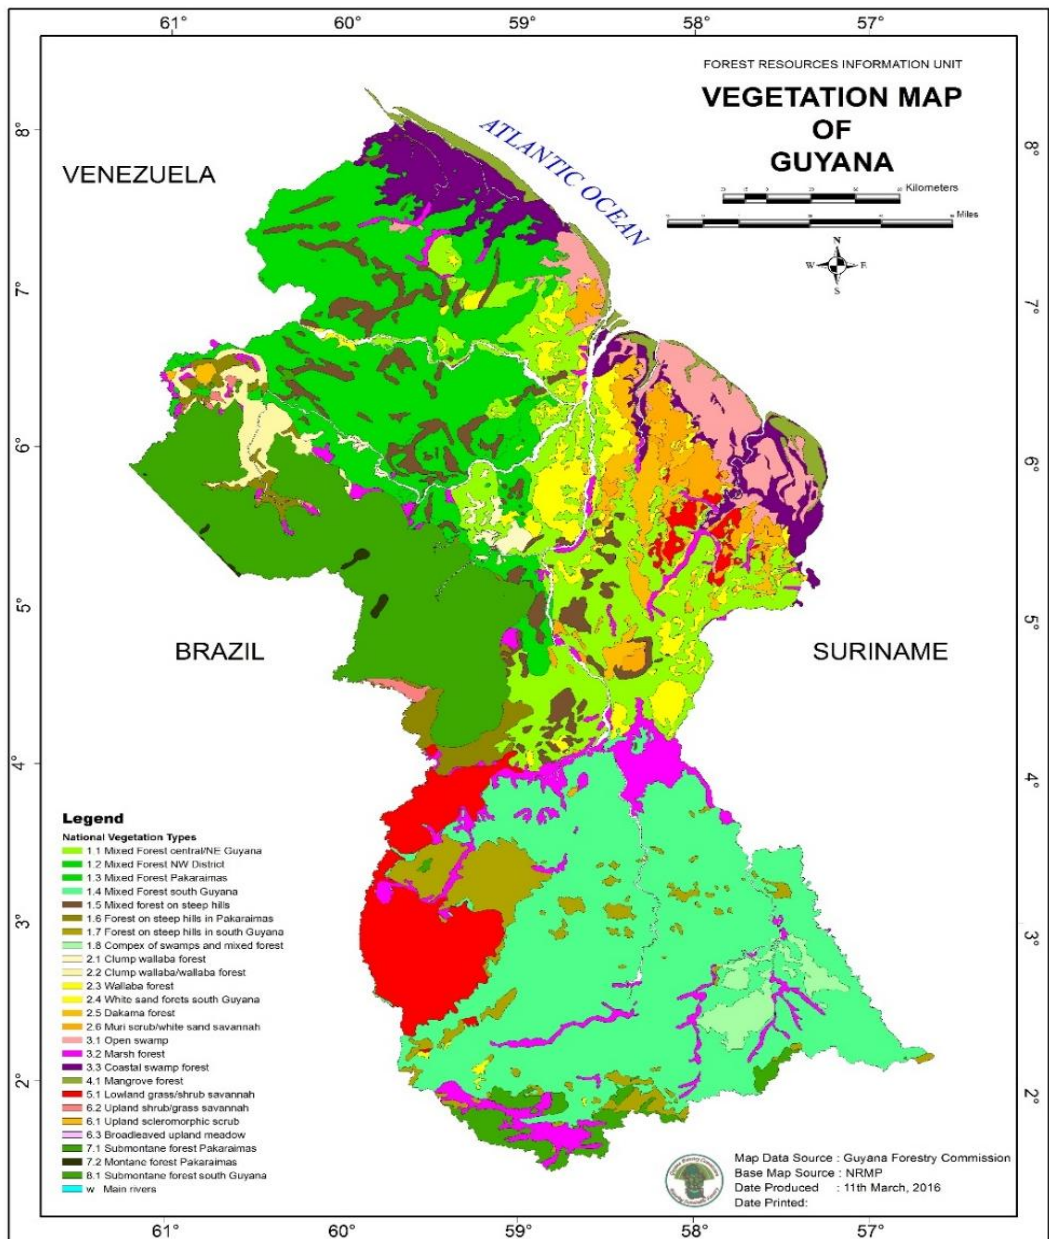 61° 60° 59° 58° 57°
FOREST RESOURCES INFORMATION UNIT
VEGETATION MAP
OF
GUYANA
Kilometers
Miles
N
W E
S
ATLANTIC OCEAN
VENEZUELA
BRAZIL
SURINAME
8°
7°
6°
5°
4°
3°
2°
8°
7°
6°
5°
4°
3°
2°
Legend
National Vegetation Types
1.1 Mixed Forest central/NE Guyana
1.2 Mixed Forest NW District
1.3 Mixed Forest Pakaraimas
1.4 Mixed Forest south Guyana
1.5 Mixed forest on steep hills
1.6 Forest on steep hills in Pakaraimas
1.7 Forest on steep hills in south Guyana
1.8 Compex of swamps and mixed forest
2.1 Clump wallaba forest
2.2 Clump wallaba/wallaba forest
2.3 Wallaba forest
2.4 White sand forets south Guyana
2.5 Dakama forest
2.6 Muri scrub/white sand savannah
3.1 Open swamp
3.2 Marsh forest
3.3 Coastal swamp forest
4.1 Mangrove forest
5.1 Lowland grass/shrub savannah
6.2 Upland shrub/grass savannah
6.1 Upland scleromorphic scrub
6.3 Broadleaved upland meadow
7.1 Submontane forest Pakaraimas
7.2 Montane forest Pakaraimas
8.1 Submontane forest south Guyana
w Main rivers
Map Data Source : Guyana Forestry Commission
Base Map Source : NRMP
Date Produced : 11th March, 2016
Date Printed:
61° 60° 59° 58° 57°